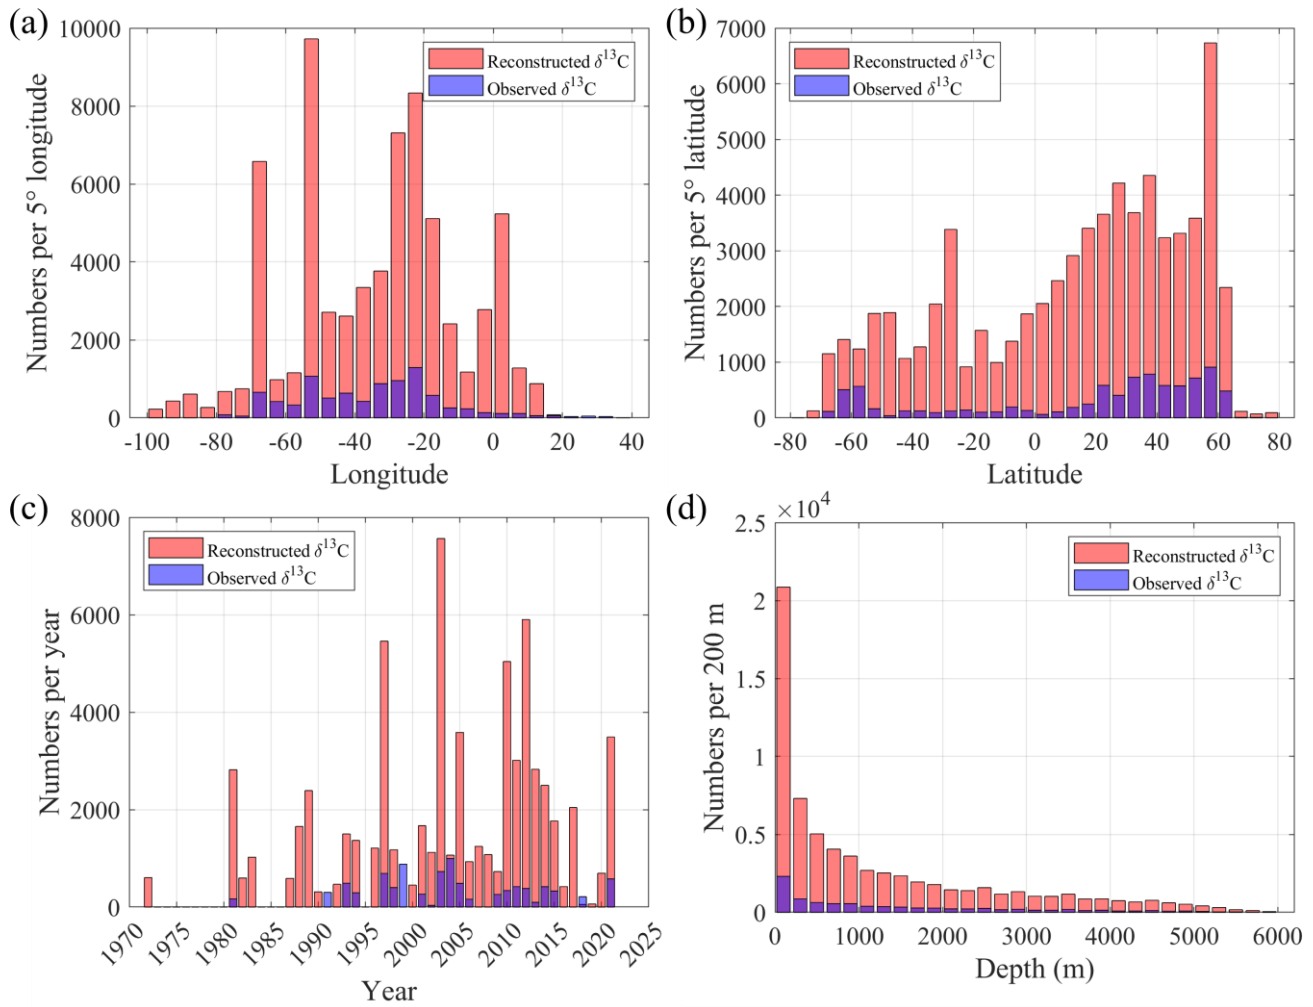 (a)
10000
8000
6000
4000
2000
0
Numbers per 5° longitude
Reconstructed δ¹³C
Observed δ¹³C
-100 -80 -60 -40 -20 0 20 40
Longitude
(b)
7000
6000
5000
4000
3000
2000
1000
0
Numbers per 5° latitude
Reconstructed δ¹³C
Observed δ¹³C
-80 -60 -40 -20 0 20 40 60 80
Latitude
(c)
8000
6000
4000
2000
0
Numbers per year
Reconstructed δ¹³C
Observed δ¹³C
1970 1975 1980 1985 1990 1995 2000 2005 2010 2015 2020 2025
Year
(d)
×10⁴
2.5
2
1.5
1
0.5
0
Numbers per 200 m
Reconstructed δ¹³C
Observed δ¹³C
0 1000 2000 3000 4000 5000 6000
Depth (m)